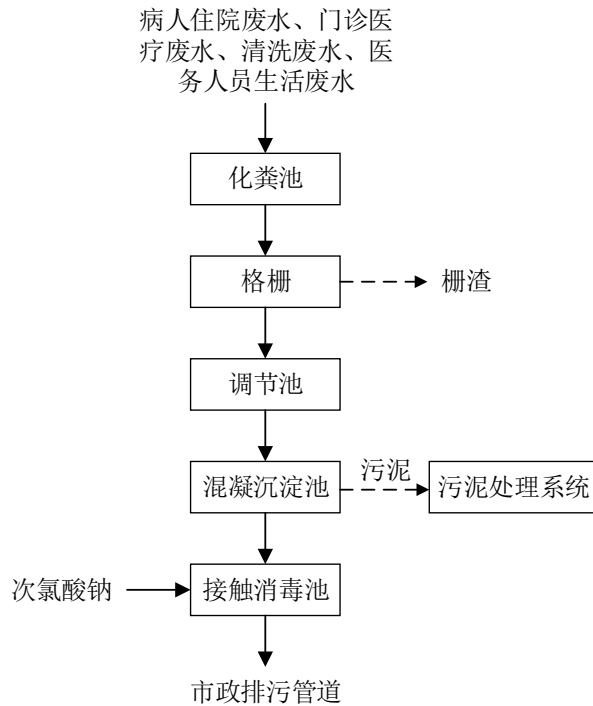 病人住院废水、门诊医
疗废水、清洗废水、医
务人员生活废水
化粪池
格栅
栅渣
调节池
混凝沉淀池
污泥
污泥处理系统
次氯酸钠
接触消毒池
市政排污管道